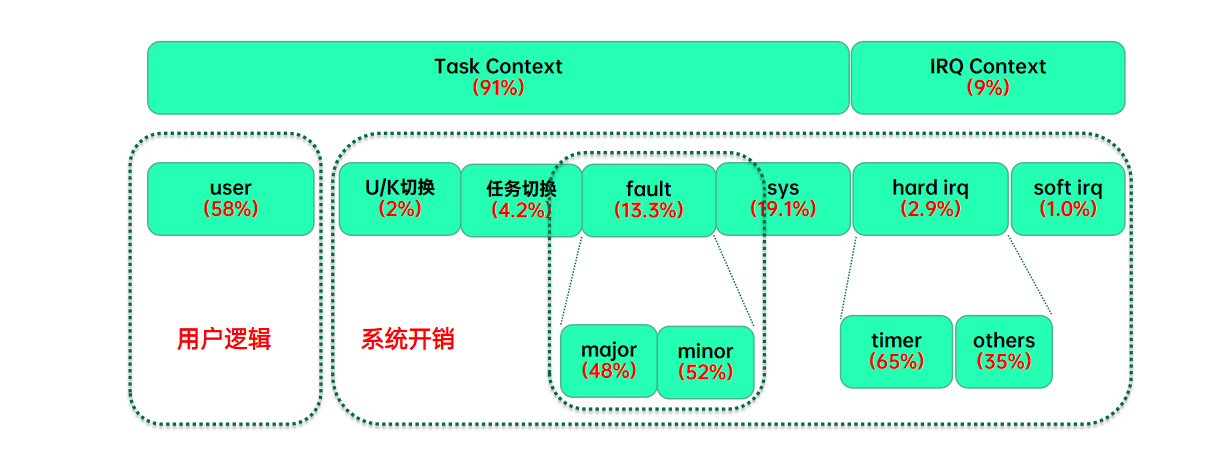 Task Context
(91%)
IRQ Context
(9%)
user
(58%)
U/K切换
(2%)
任务切换
(4.2%)
fault
(13.3%)
sys
(19.1%)
hard irq
(2.9%)
soft irq
(1.0%)
用户逻辑
系统开销
major
(48%)
minor
(52%)
timer
(65%)
others
(35%)